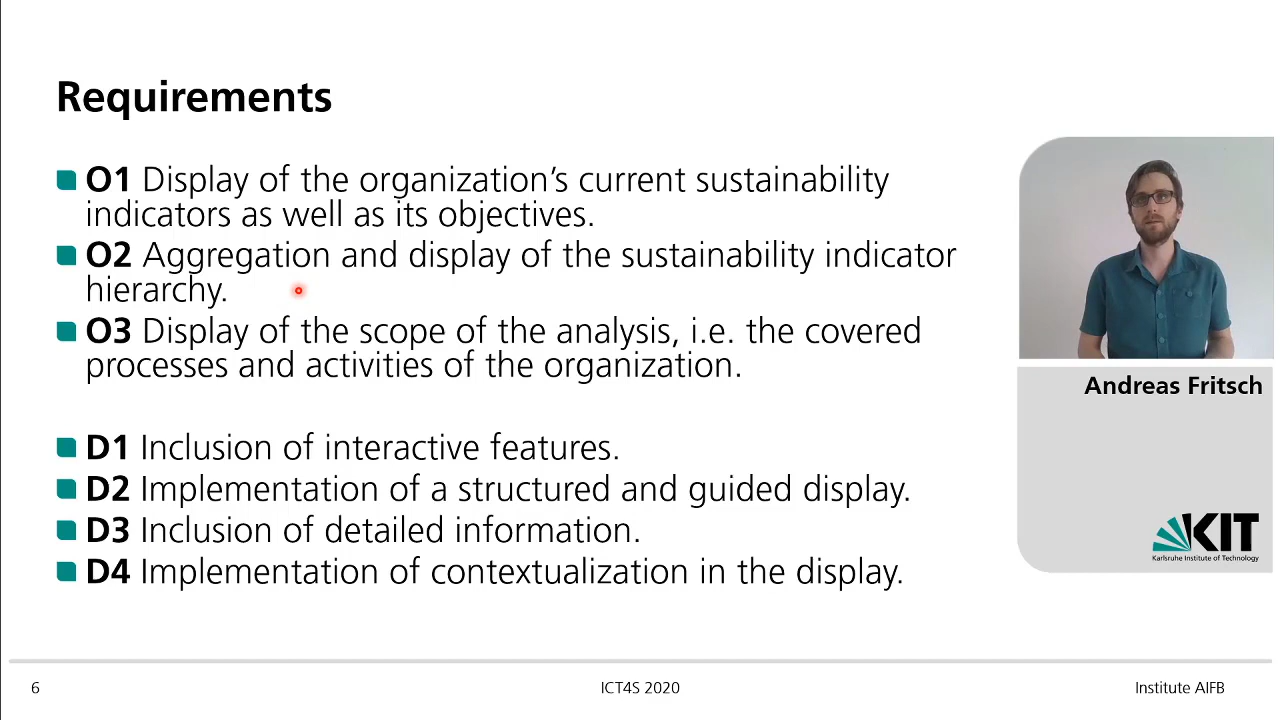 Requirements
O1 Display of the organization's current sustainability
indicators as well as its objectives.
O2 Aggregation and display of the sustainability indicator
hierarchy.
O3 Display of the scope of the analysis, i.e. the covered
processes and activities of the organization.
D1 Inclusion of interactive features.
D2 Implementation of a structured and guided display.
D3 Inclusion of detailed information.
D4 Implementation of contextualization in the display.
Andreas Fritsch
KIT
Karlsruhe Institute of Technology
6
ICT4S 2020
Institute AIFB